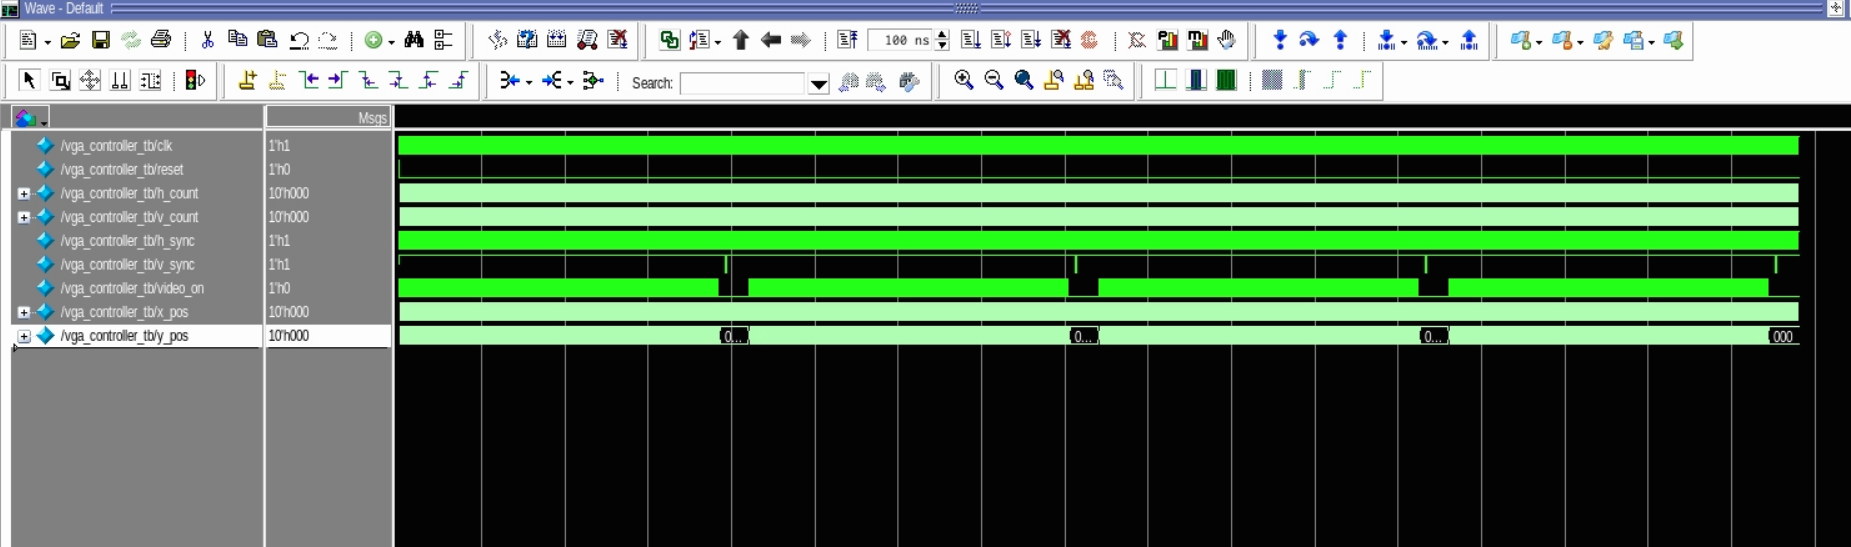 Wave - Default
100 ns
Search:
Msgs
/vga_controller_tb/clk 1'h1
/vga_controller_tb/reset 1'h0
/vga_controller_tb/h_count 10'h000
/vga_controller_tb/v_count 10'h000
/vga_controller_tb/h_sync 1'h1
/vga_controller_tb/v_sync 1'h1
/vga_controller_tb/video_on 1'h0
/vga_controller_tb/x_pos 10'h000
/vga_controller_tb/y_pos 10'h000 0... 0... 0... 000